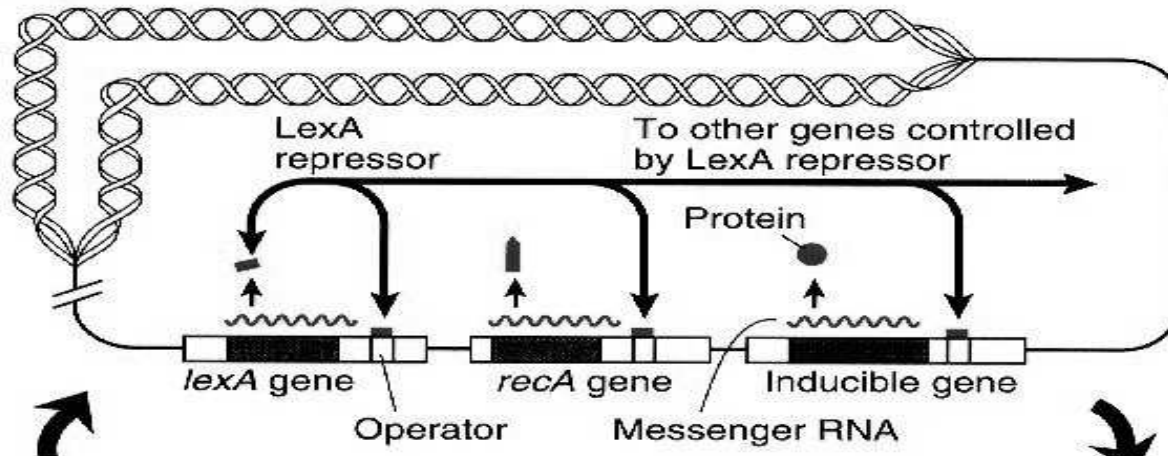 LexA
repressor
To other genes controlled
by LexA repressor
Protein
lexA gene
recA gene
Inducible gene
Operator
Messenger RNA